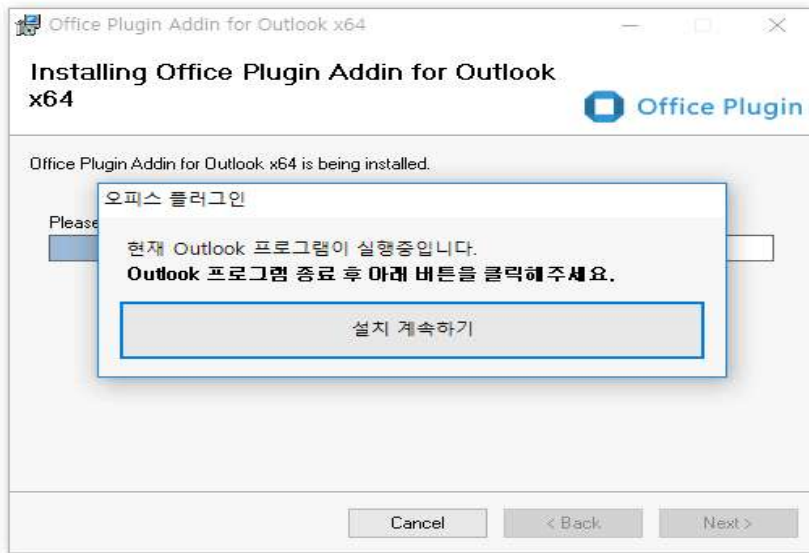 Office Plugin Addin for Outlook x64
Installing Office Plugin Addin for Outlook
x64
Office Plugin
Office Plugin Addin for Outlook x64 is being installed.
Please
오피스 플러그인
현재 Outlook 프로그램이 실행중입니다.
Outlook 프로그램 종료 후 아래 버튼을 클릭해주세요.
설치 계속하기
Cancel
< Back
Next >